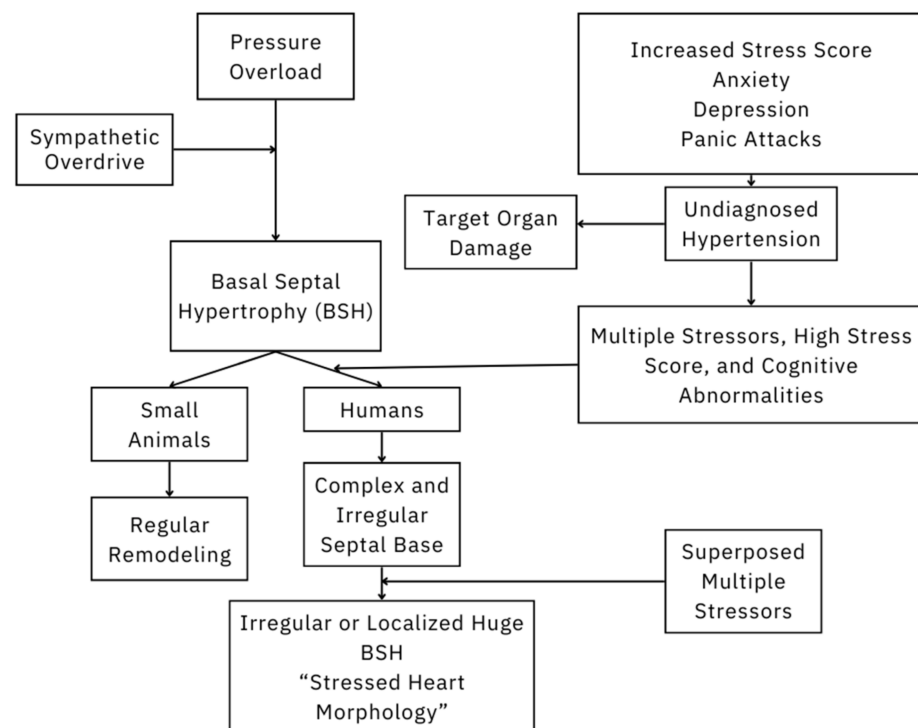 Pressure
Overload
Increased Stress Score
Anxiety
Depression
Panic Attacks
Sympathetic
Overdrive
Target Organ
Damage
Undiagnosed
Hypertension
Basal Septal
Hypertrophy (BSH)
Multiple Stressors, High Stress
Score, and Cognitive
Abnormalities
Small
Animals
Humans
Regular
Remodeling
Complex and
Irregular
Septal Base
Superposed
Multiple
Stressors
Irregular or Localized Huge
BSH
“Stressed Heart
Morphology”